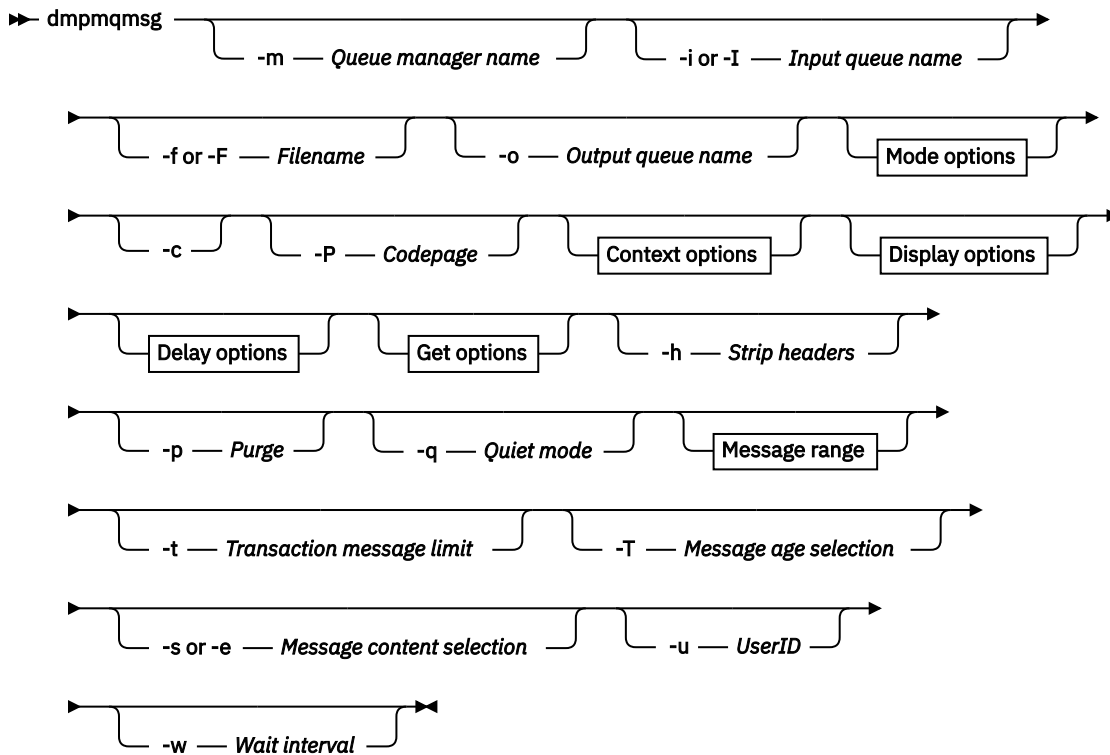 dmpmqmsg
-m Queue manager name -i or -I Input queue name
-f or -F Filename -o Output queue name Mode options
-c -P Codepage Context options Display options
Delay options Get options -h Strip headers
-p Purge -q Quiet mode Message range
-t Transaction message limit -T Message age selection
-s or -e Message content selection -u UserID
-w Wait interval